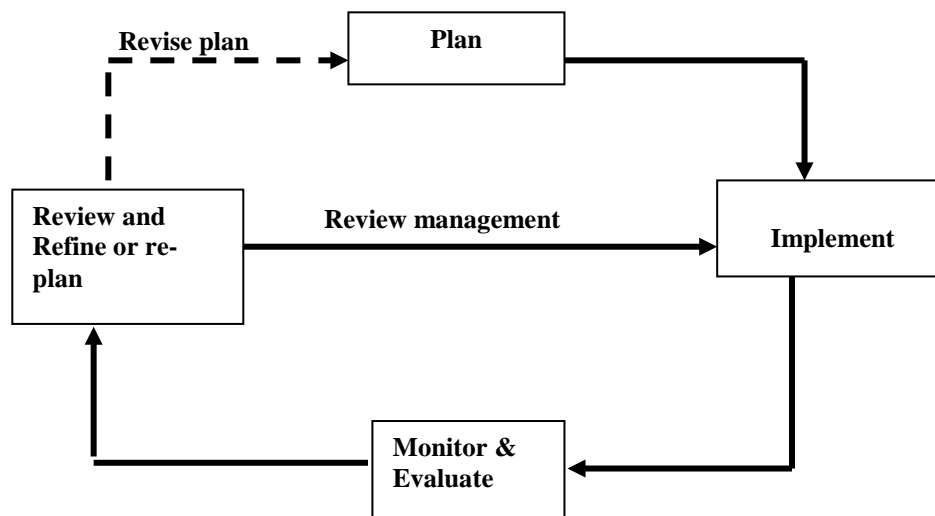 Revise plan
Plan
Review and
Refine or re-
plan
Review management
Implement
Monitor &
Evaluate